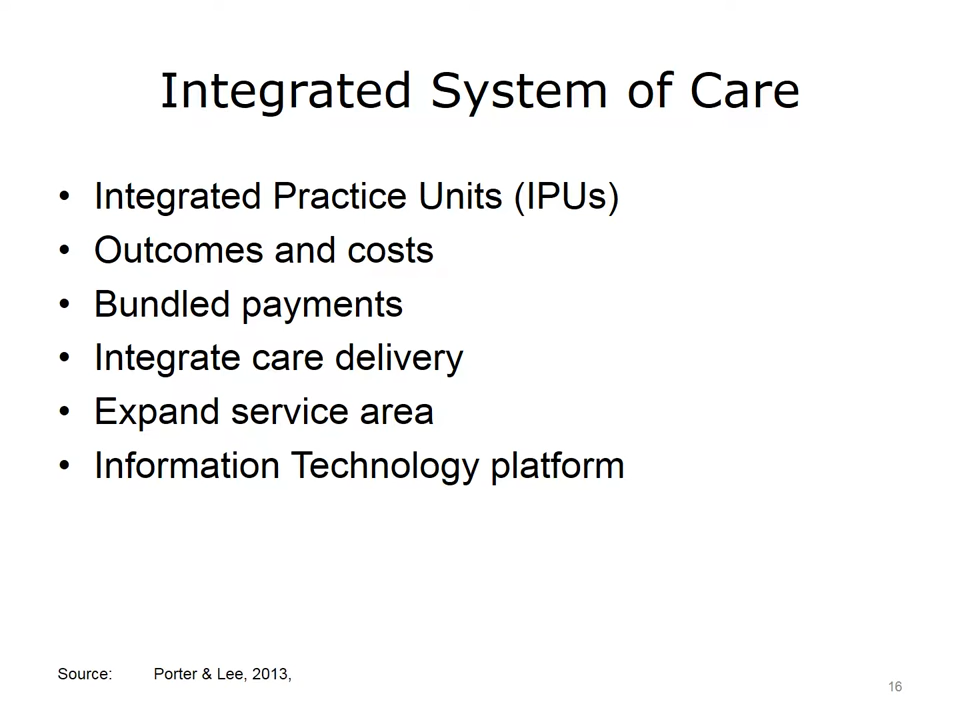 Integrated System of Care
• Integrated Practice Units (IPUs)
• Outcomes and costs
• Bundled payments
• Integrate care delivery
• Expand service area
• Information Technology platform
Source: Porter & Lee, 2013,
16